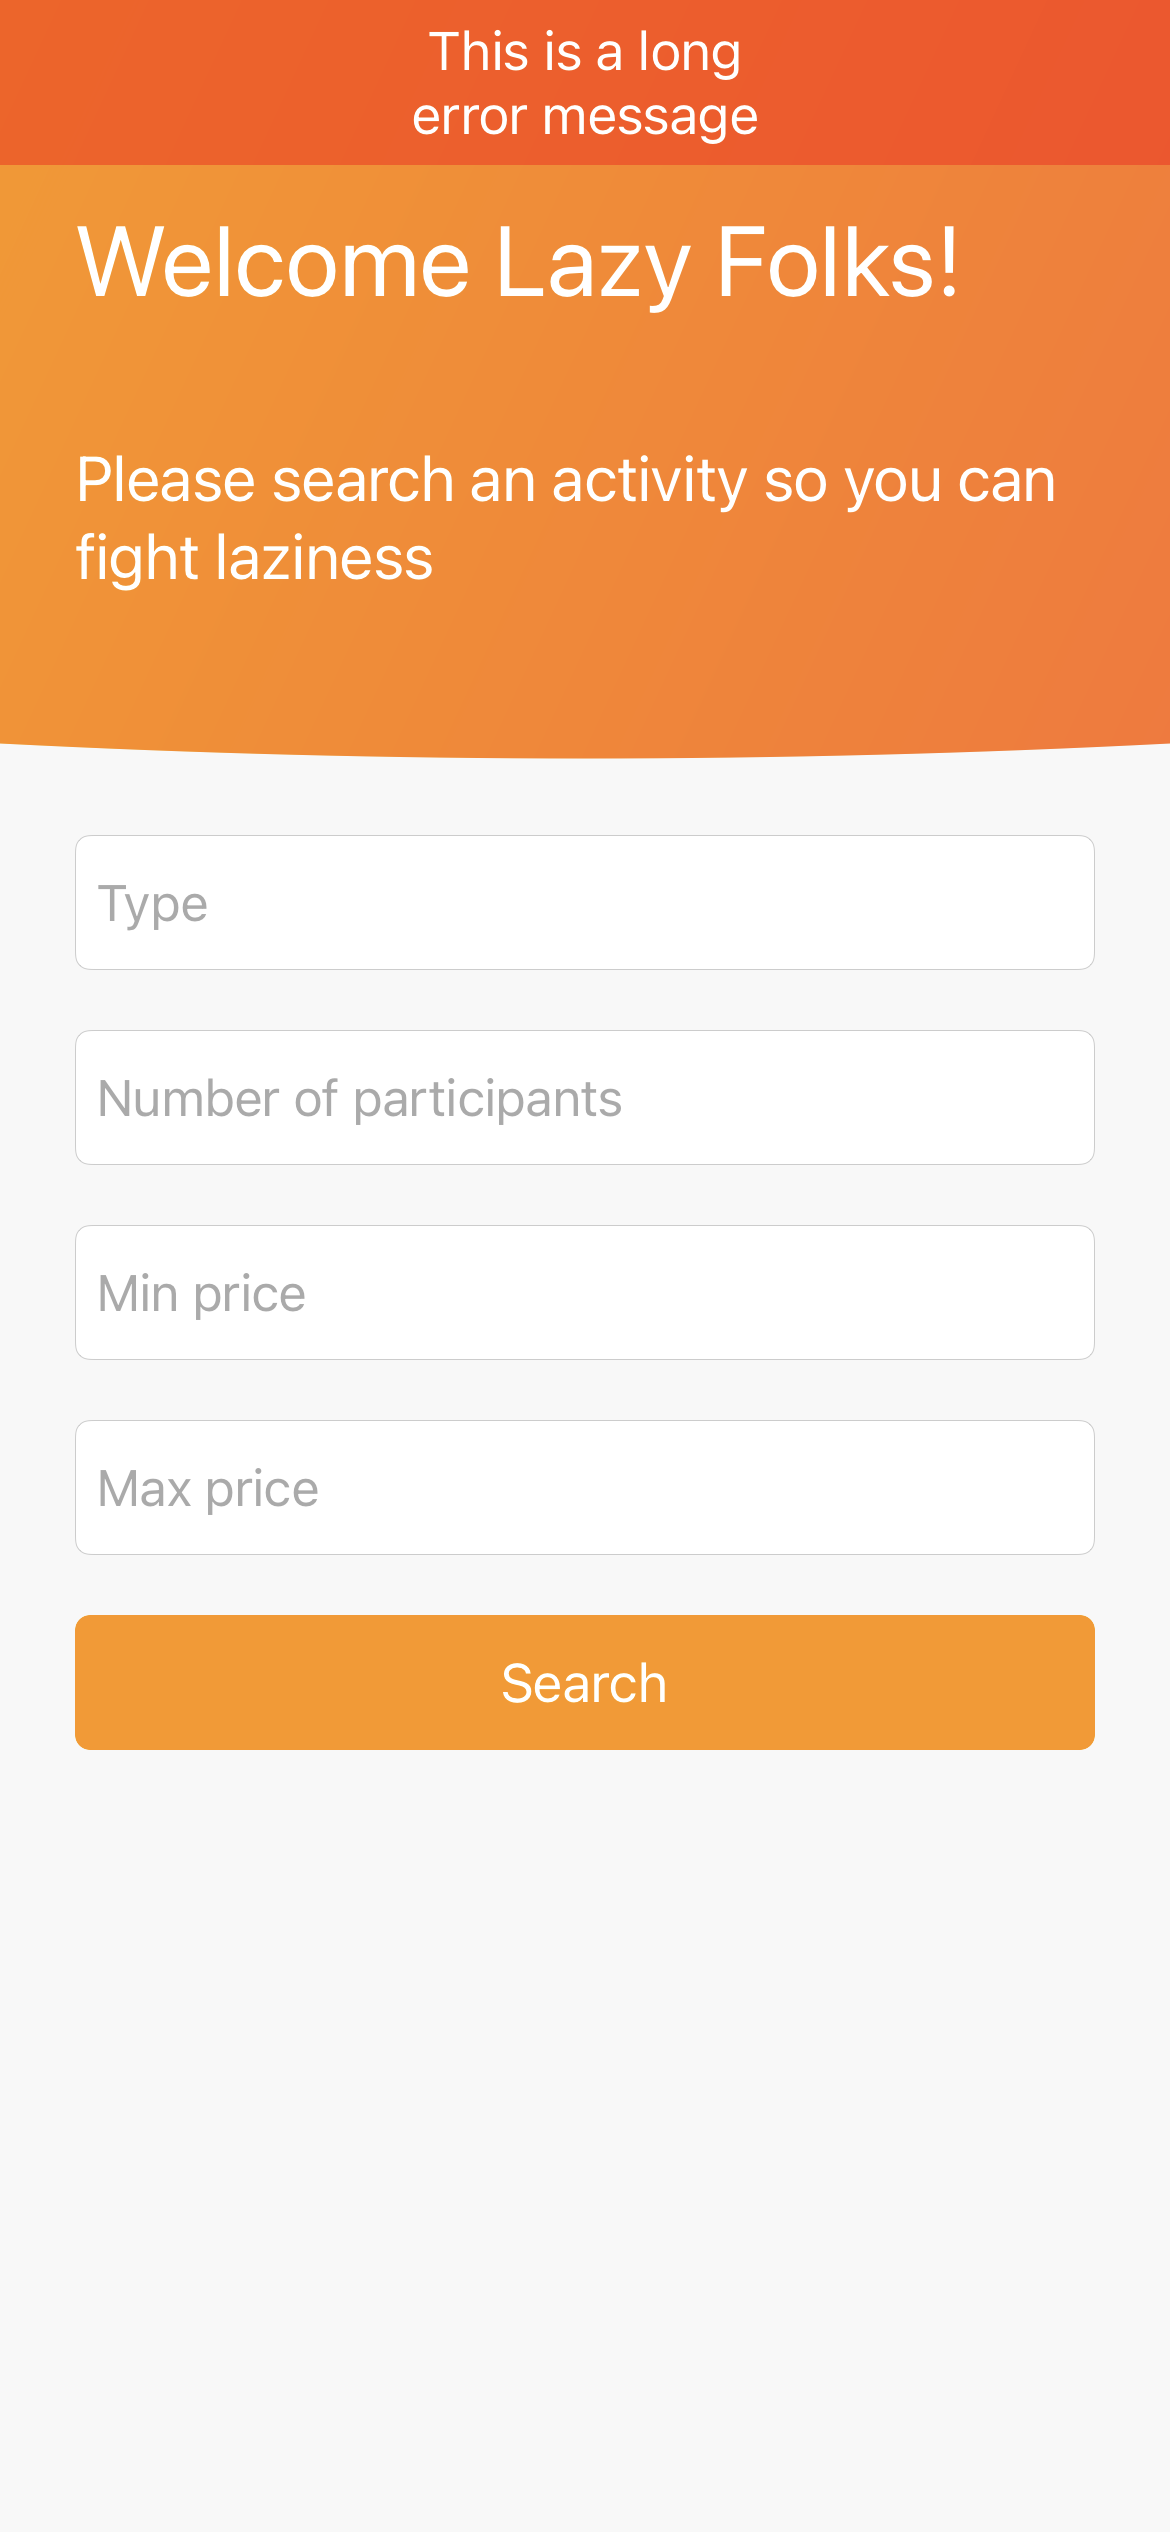 This is a long
error message
Welcome Lazy Folks!
Please search an activity so you can
fight laziness
Type
Number of participants
Min price
Max price
Search